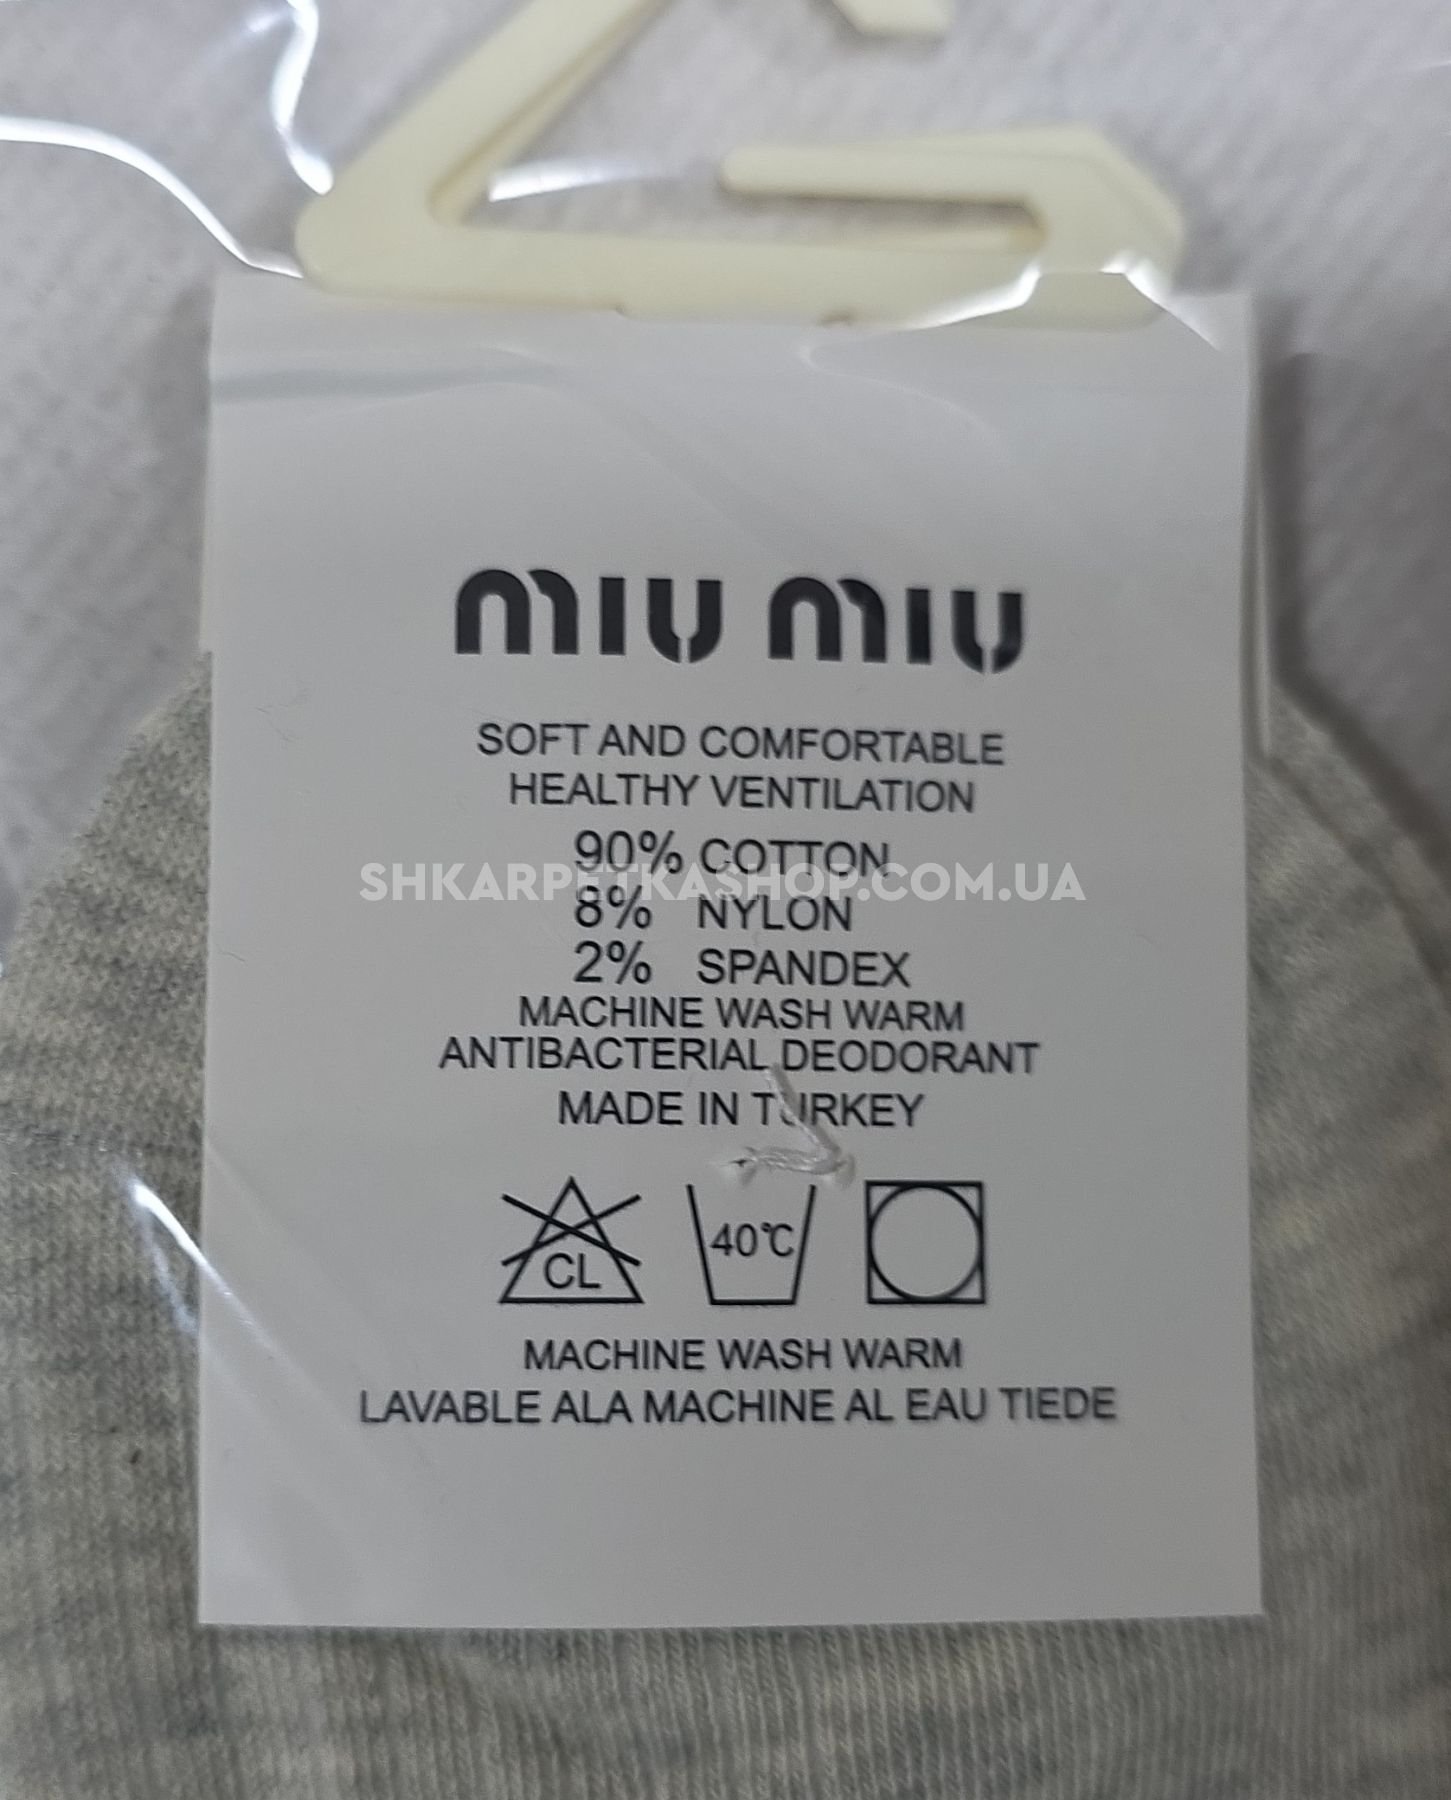 miu miu
SOFT AND COMFORTABLE
HEALTHY VENTILATION
90% COTTON
SHKARPETKASHOP.COM.UA
8% NYLON
2% SPANDEX
MACHINE WASH WARM
ANTIBACTERIAL DEODORANT
MADE IN TURKEY
CL 40℃
MACHINE WASH WARM
LAVABLE ALA MACHINE AL EAU TIEDE